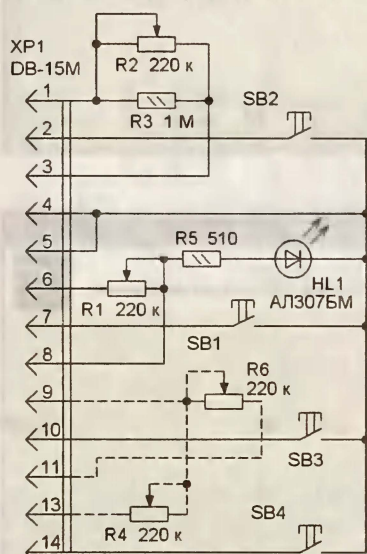 XP1
DB-15M
R2 220 к
R3 1 М
SB2
1
2
3
4
5
R5 510
6
HL1
АЛ307БМ
R1 220 к
7
SB1
8
R6
220 к
9
10
SB3
11
13
SB4
R4 220 к
14